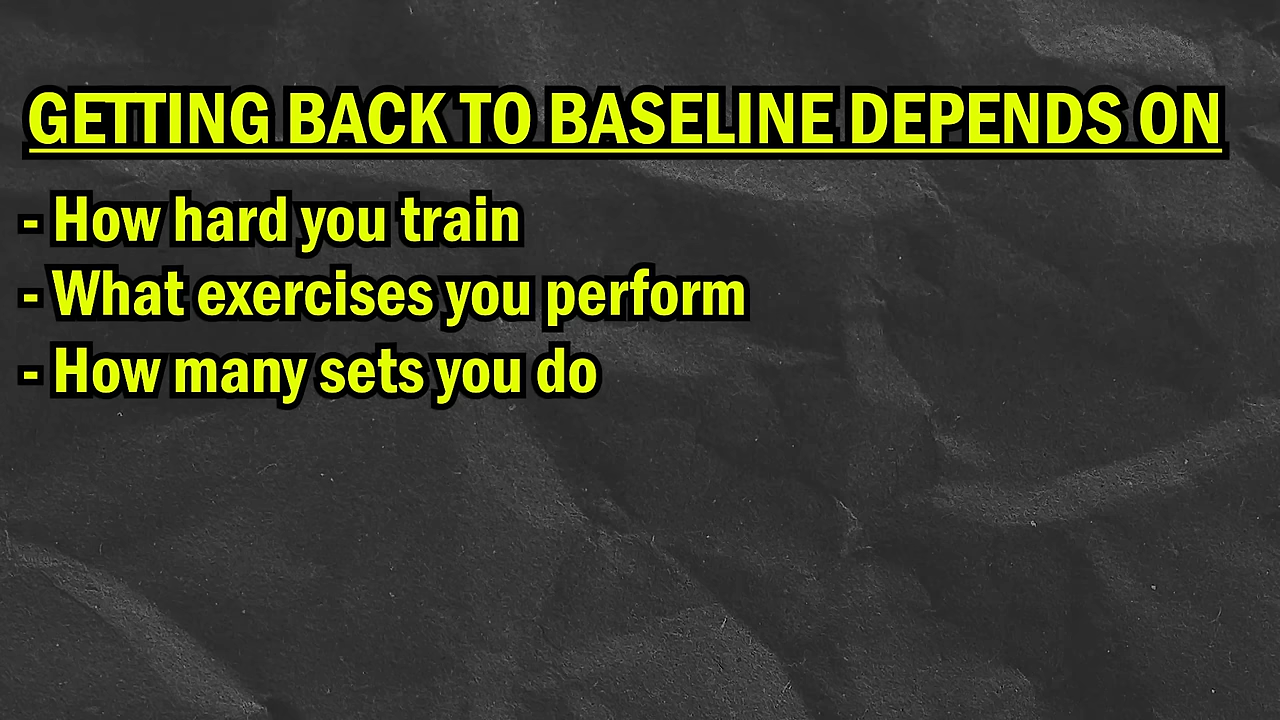 GETTING BACK TO BASELINE DEPENDS ON
- How hard you train
- What exercises you perform
- How many sets you do